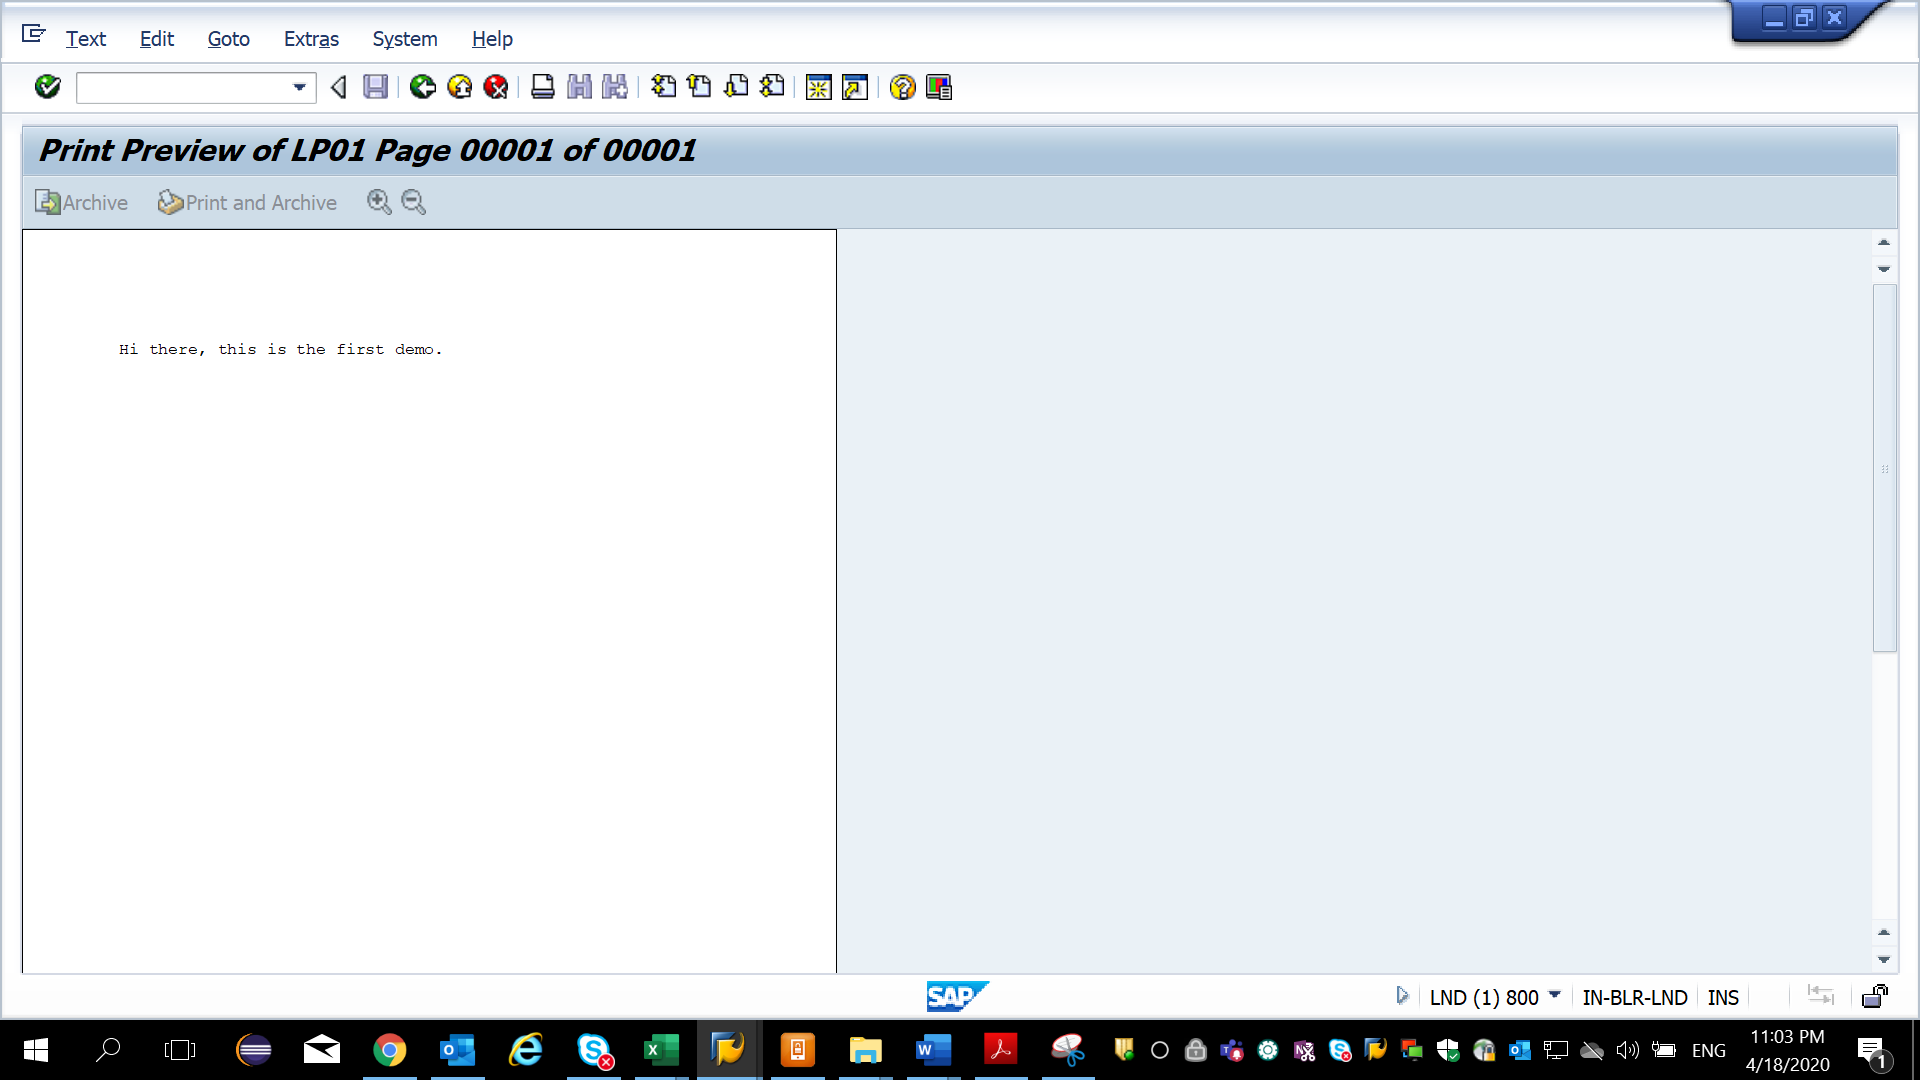 Text Edit Goto Extras System Help
Print Preview of LP01 Page 00001 of 00001
Archive Print and Archive
Hi there, this is the first demo.
SAP LND (1) 800 IN-BLR-LND INS
ENG 11:03 PM
4/18/2020
1